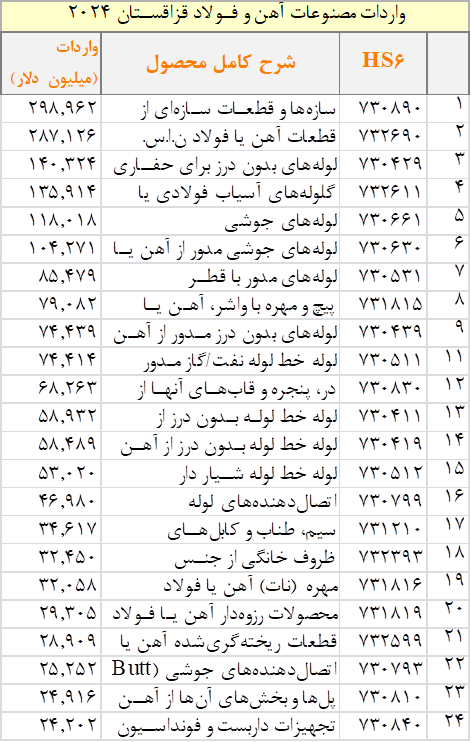 واردات مصنوعات آهن و فولاد قزاقستان ۲۰۲۴
HS۶ شرح کامل محصول واردات (میلیون دلار)
۱ ۷۳۰۸۹۰ سازه‌ها و قطعات سازه‌ای از ۲۹۸,۹۶۲
۲ ۷۳۲۶۹۰ قطعات آهن یا فولاد ن.ا.س. ۲۸۷,۱۲۶
۳ ۷۳۰۴۲۹ لوله‌های بدون درز برای حفاری ۱۴۰,۳۲۴
۴ ۷۳۲۶۱۱ گلوله‌های آسیاب فولادی یا ۱۳۵,۹۱۴
۵ ۷۳۰۶۶۱ لوله‌های جوشی ۱۱۸,۰۱۸
۶ ۷۳۰۶۳۰ لوله‌های جوشی مدور از آهن یا ۱۰۴,۲۷۱
۷ ۷۳۰۵۳۱ لوله‌های مدور با قطر ۸۵,۴۷۹
۸ ۷۳۱۸۱۵ پیچ و مهره با واشر، آهن یا ۷۹,۰۸۲
۹ ۷۳۰۴۳۹ لوله‌های بدون درز مدور از آهن ۷۴,۴۳۹
۱۱ ۷۳۰۵۱۱ لوله خط لوله نفت/گاز مدور ۷۴,۴۱۴
۱۲ ۷۳۰۸۳۰ در، پنجره و قاب‌های آنها از ۶۸,۲۶۳
۱۳ ۷۳۰۴۱۱ لوله خط لوله بدون درز از ۵۸,۹۳۲
۱۴ ۷۳۰۴۱۹ لوله خط لوله بدون درز از آهن ۵۸,۴۸۹
۱۵ ۷۳۰۵۱۲ لوله خط لوله شیار دار ۵۳,۰۲۰
۱۶ ۷۳۰۷۹۹ اتصال‌دهنده‌های لوله ۴۶,۹۸۰
۱۷ ۷۳۱۲۱۰ سیم، طناب و کابل‌های ۳۴,۶۱۷
۱۸ ۷۳۲۳۹۳ ظروف خانگی از جنس ۳۲,۴۵۰
۱۹ ۷۳۱۸۱۶ مهره (نات) آهن یا فولاد ۳۲,۰۵۸
۲۰ ۷۳۱۸۱۹ محصولات رزوه‌دار آهن یا فولاد ۲۹,۳۰۵
۲۱ ۷۳۲۵۹۹ قطعات ریخته‌گری‌شده آهن یا ۲۸,۹۰۹
۲۲ ۷۳۰۷۹۳ اتصال‌دهنده‌های جوشی (Butt ۲۵,۲۵۲
۲۳ ۷۳۰۸۱۰ پل‌ها و بخش‌های آن‌ها از آهن ۲۴,۹۱۶
۲۴ ۷۳۰۸۴۰ تجهیزات داربست و فونداسیون ۲۴,۲۰۲